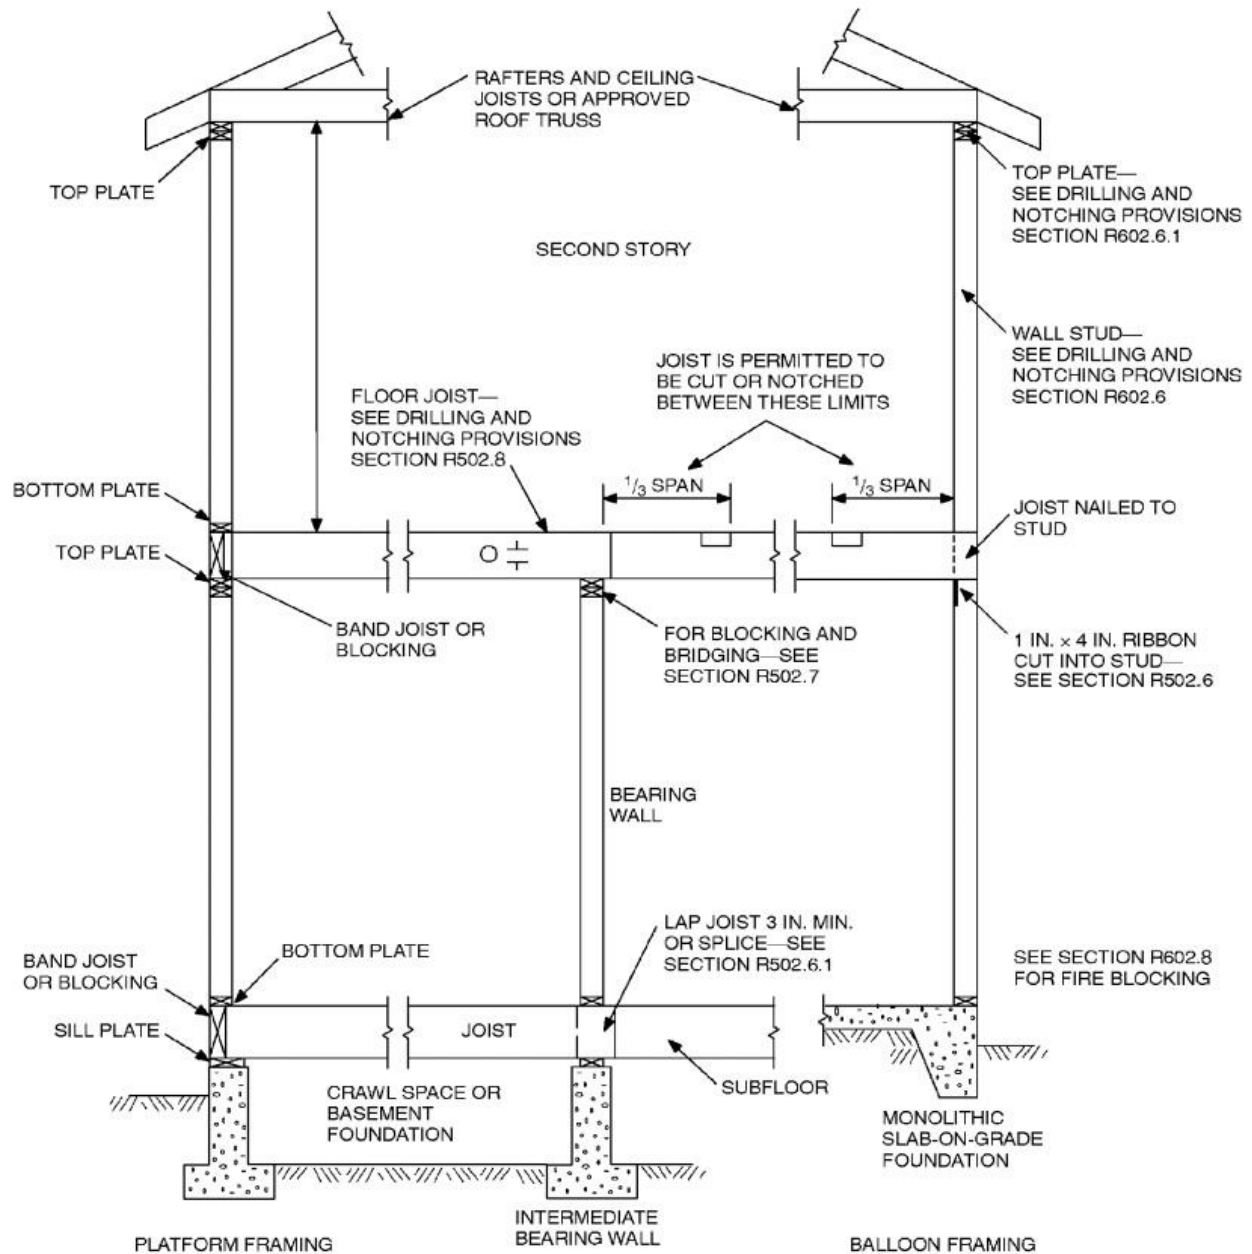 RAFTERS AND CEILING
JOISTS OR APPROVED
ROOF TRUSS
TOP PLATE
TOP PLATE—
SEE DRILLING AND
NOTCHING PROVISIONS
SECTION R602.6.1
SECOND STORY
WALL STUD—
SEE DRILLING AND
NOTCHING PROVISIONS
SECTION R602.6
JOIST IS PERMITTED TO
BE CUT OR NOTCHED
BETWEEN THESE LIMITS
FLOOR JOIST—
SEE DRILLING AND
NOTCHING PROVISIONS
SECTION R502.8
BOTTOM PLATE
1/3 SPAN
1/3 SPAN
JOIST NAILED TO
STUD
TOP PLATE
BAND JOIST OR
BLOCKING
FOR BLOCKING AND
BRIDGING—SEE
SECTION R502.7
1 IN. × 4 IN. RIBBON
CUT INTO STUD—
SEE SECTION R502.6
BEARING
WALL
LAP JOIST 3 IN. MIN.
OR SPLICE—SEE
SECTION R502.6.1
BOTTOM PLATE
BAND JOIST
OR BLOCKING
SEE SECTION R602.8
FOR FIRE BLOCKING
SILL PLATE
JOIST
SUBFLOOR
CRAWL SPACE OR
BASEMENT
FOUNDATION
MONOLITHIC
SLAB-ON-GRADE
FOUNDATION
INTERMEDIATE
BEARING WALL
PLATFORM FRAMING
BALLOON FRAMING